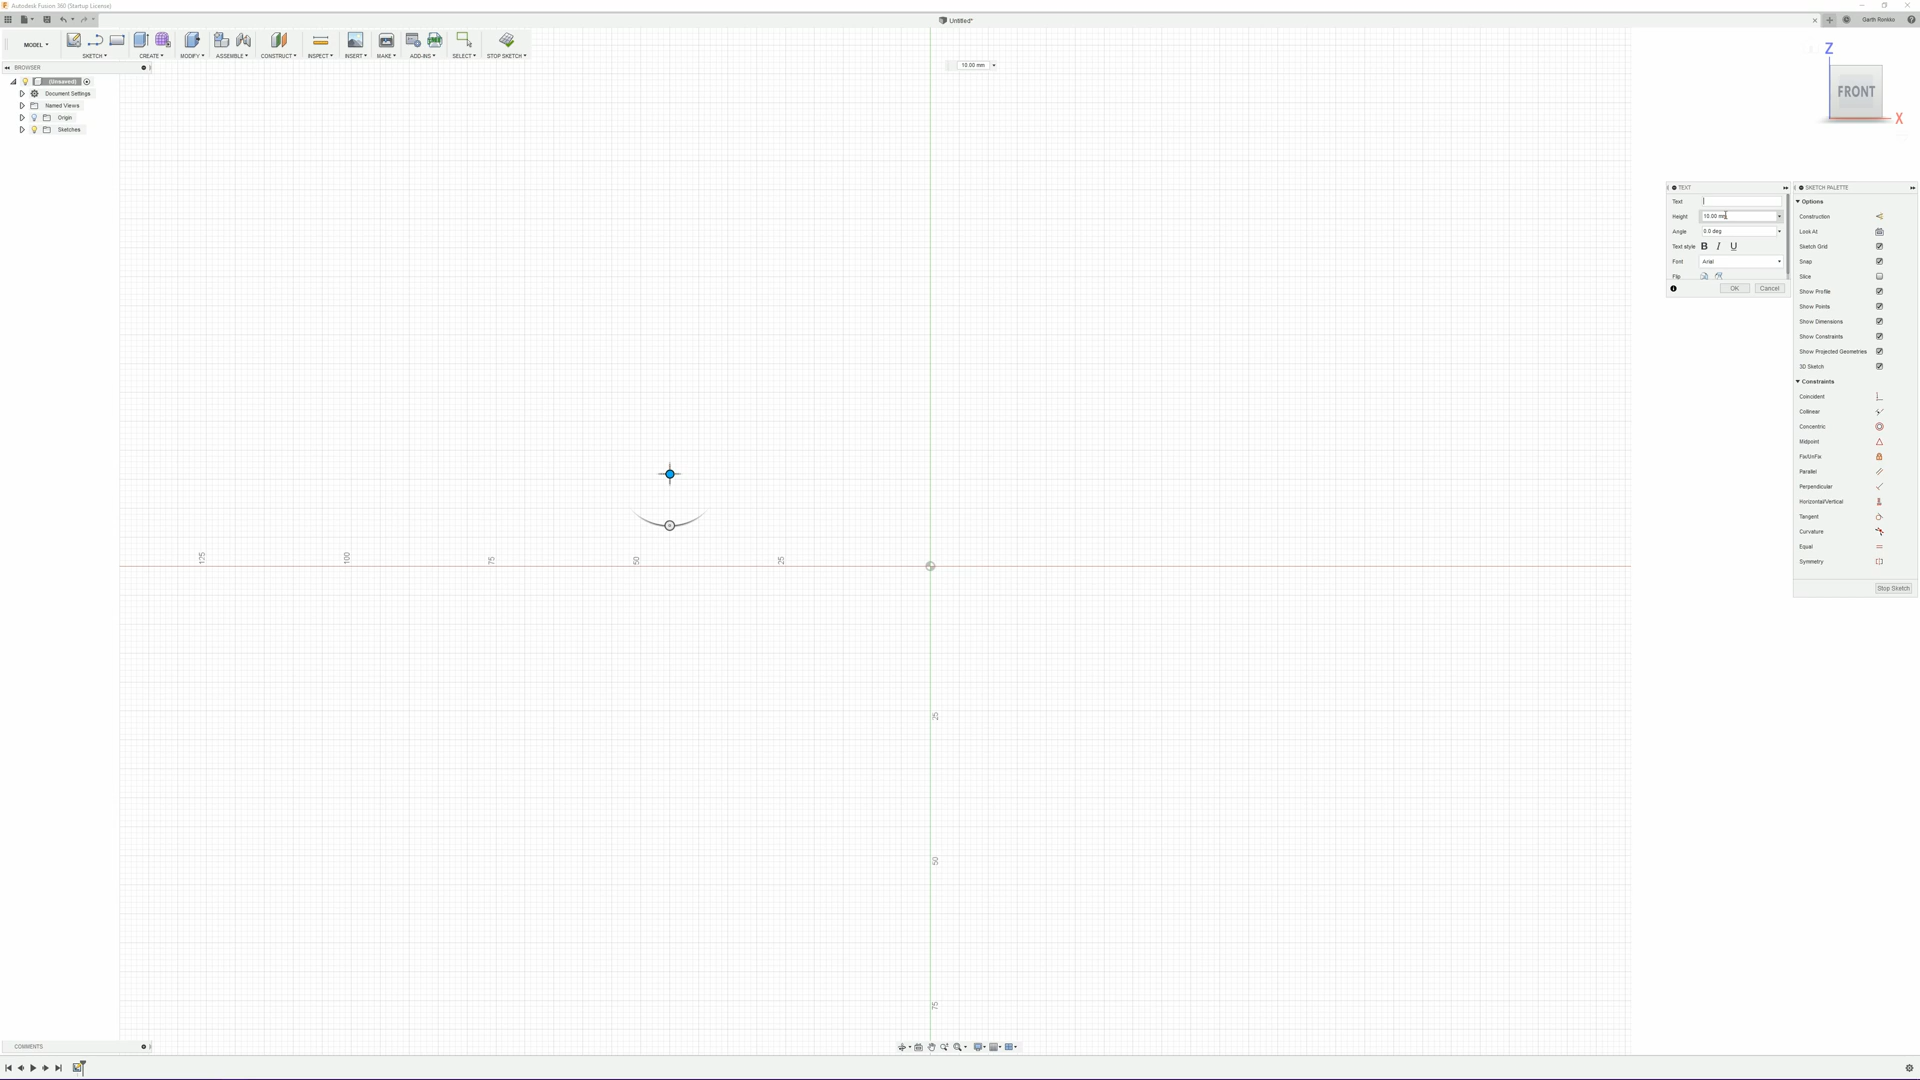 Autodesk Fusion 360 (Startup License)
Untitled*
Garth Ronkko
MODEL
SKETCH
CREATE
MODIFY
ASSEMBLE
CONSTRUCT
INSPECT
INSERT
MAKE
ADD-INS
SELECT
STOP SKETCH
BROWSER
(Unsaved)
Document Settings
Named Views
Origin
Sketches
10.00 mm
Z
FRONT
X
TEXT
Text
Height 10.00 mm
Angle 0.0 deg
Text style B I U
Font Arial
Flip
OK Cancel
SKETCH PALETTE
Options
Construction
Look At
Sketch Grid
Snap
Slice
Show Profile
Show Points
Show Dimensions
Show Constraints
Show Projected Geometries
3D Sketch
Constraints
Coincident
Collinear
Concentric
Midpoint
Fix/UnFix
Parallel
Perpendicular
Horizontal/Vertical
Tangent
Curvature
Equal
Symmetry
Stop Sketch
125 100 75 50 25
25
50
75
COMMENTS